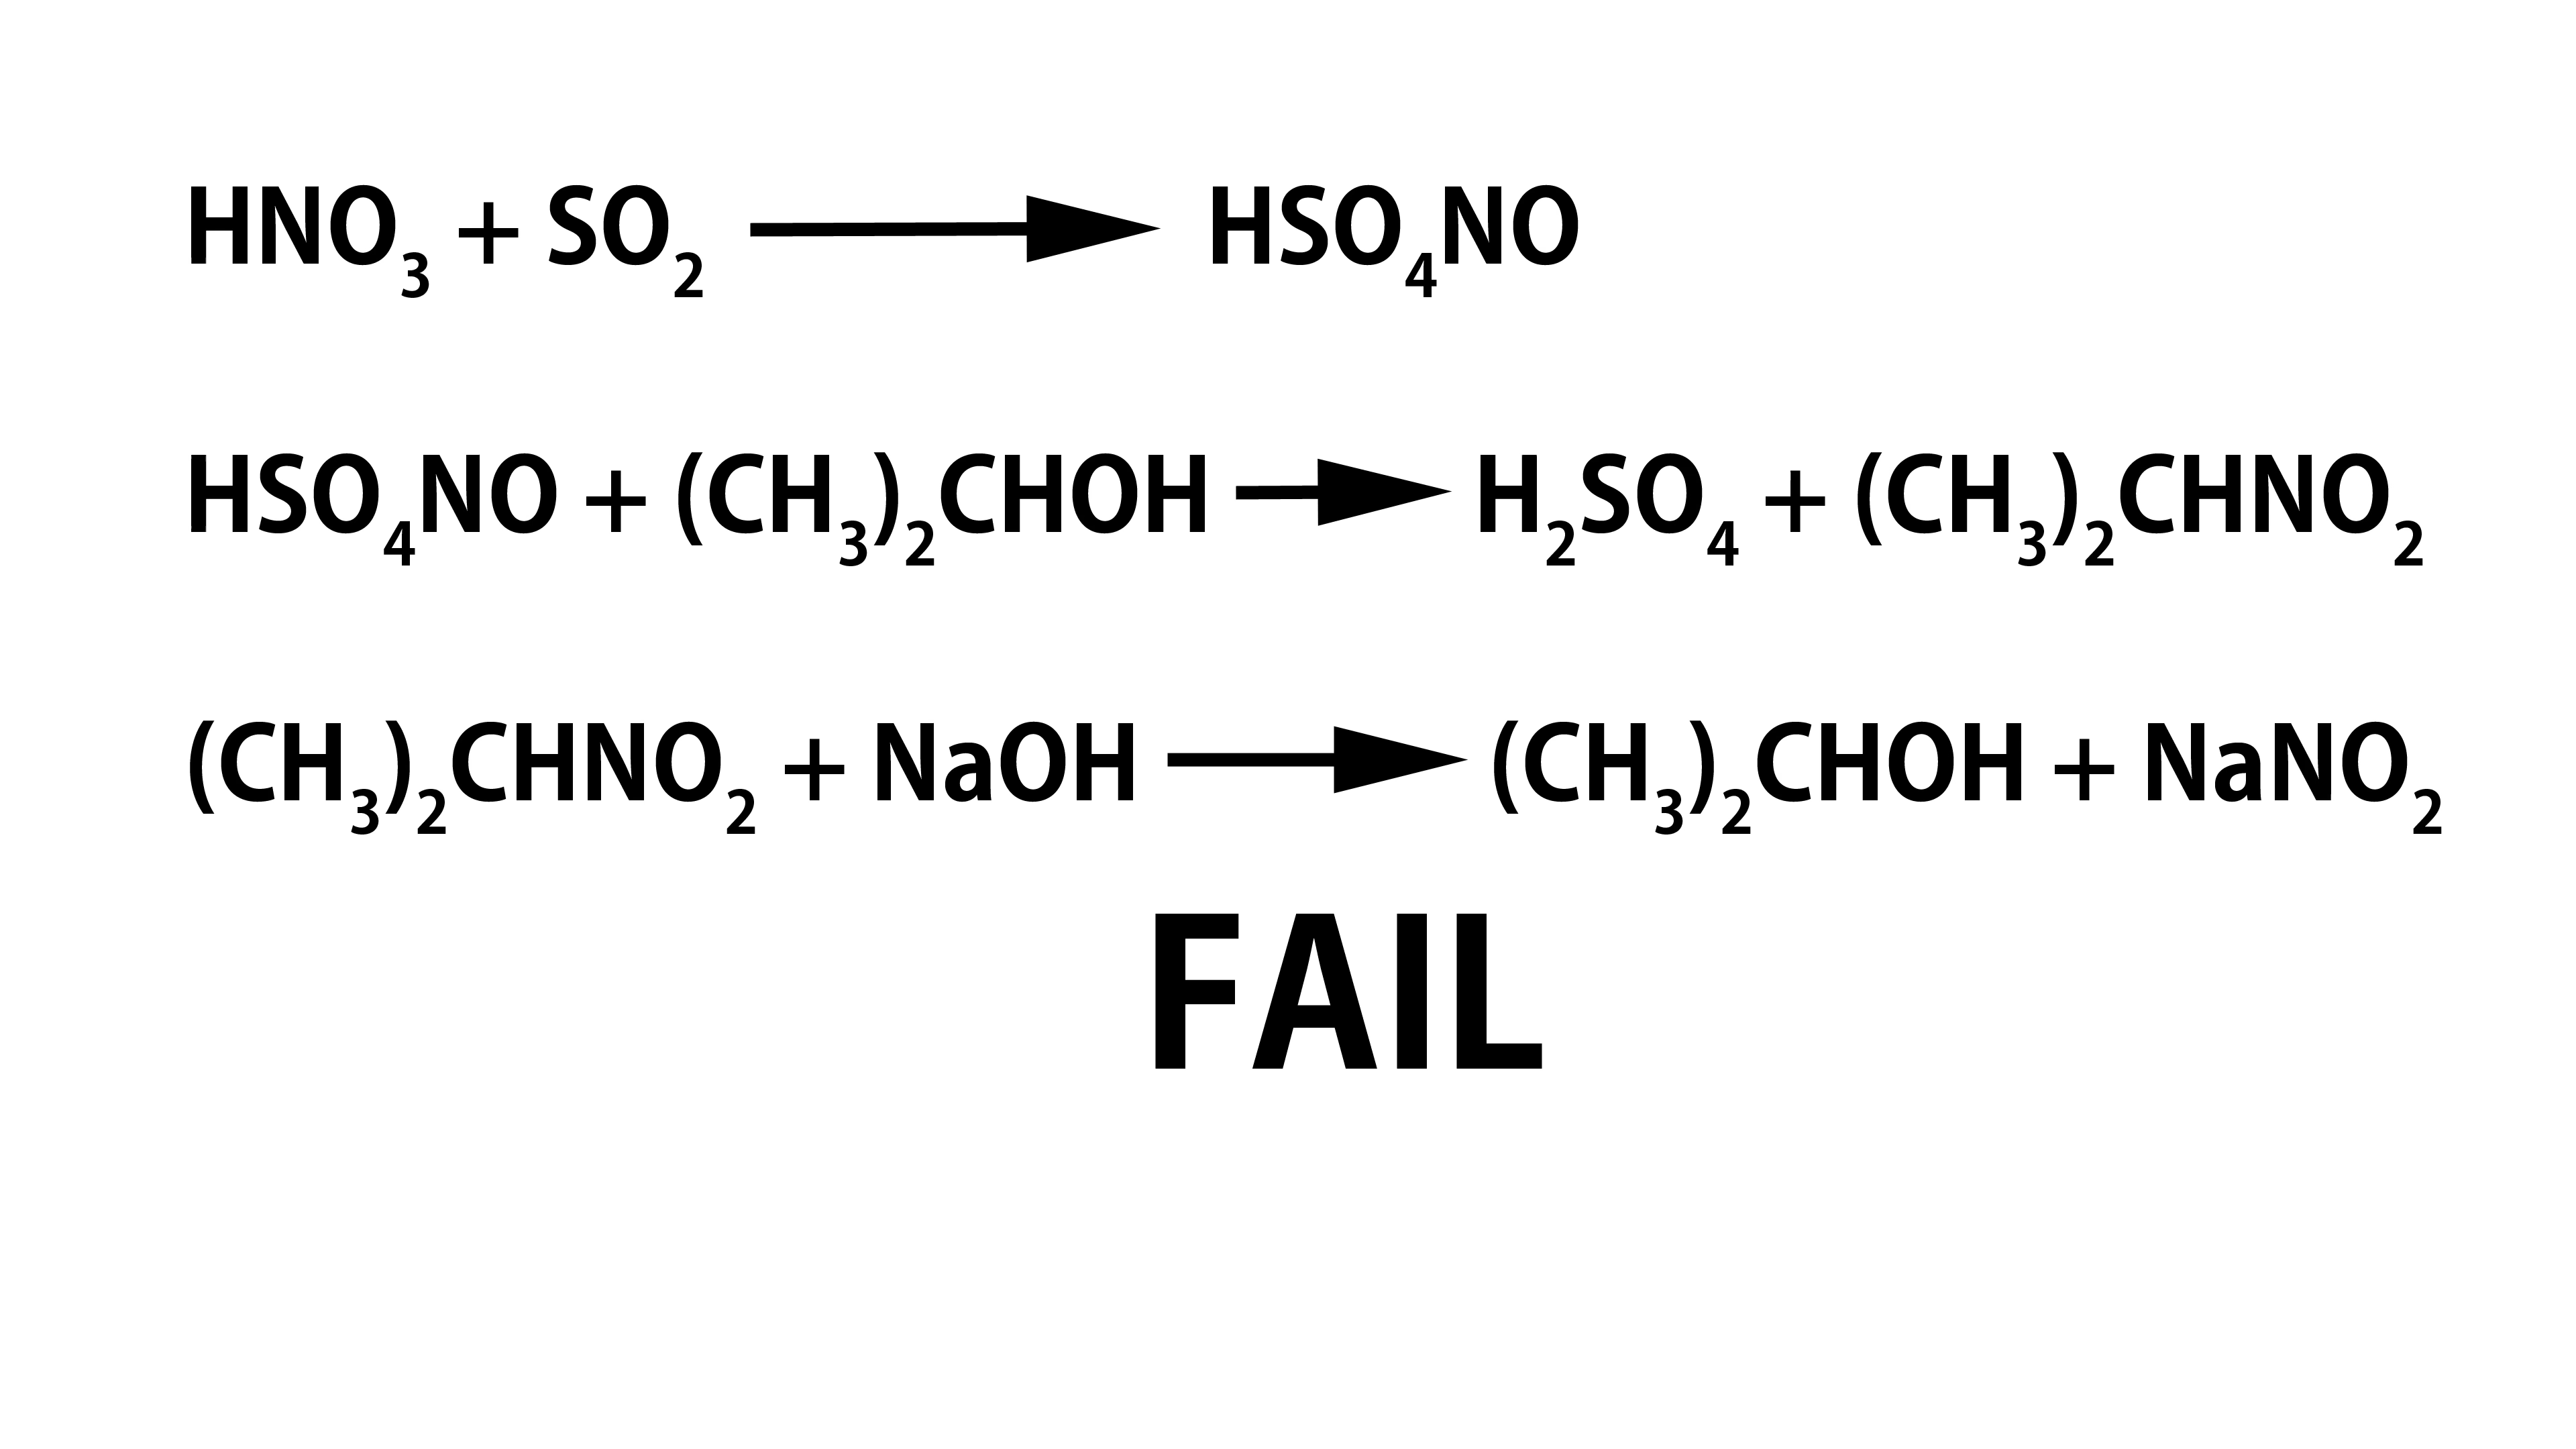 HNO₃ + SO₂ ⟶ HSO₄NO
HSO₄NO + (CH₃)₂CHOH ⟶ H₂SO₄ + (CH₃)₂CHNO₂
(CH₃)₂CHNO₂ + NaOH ⟶ (CH₃)₂CHOH + NaNO₂
FAIL